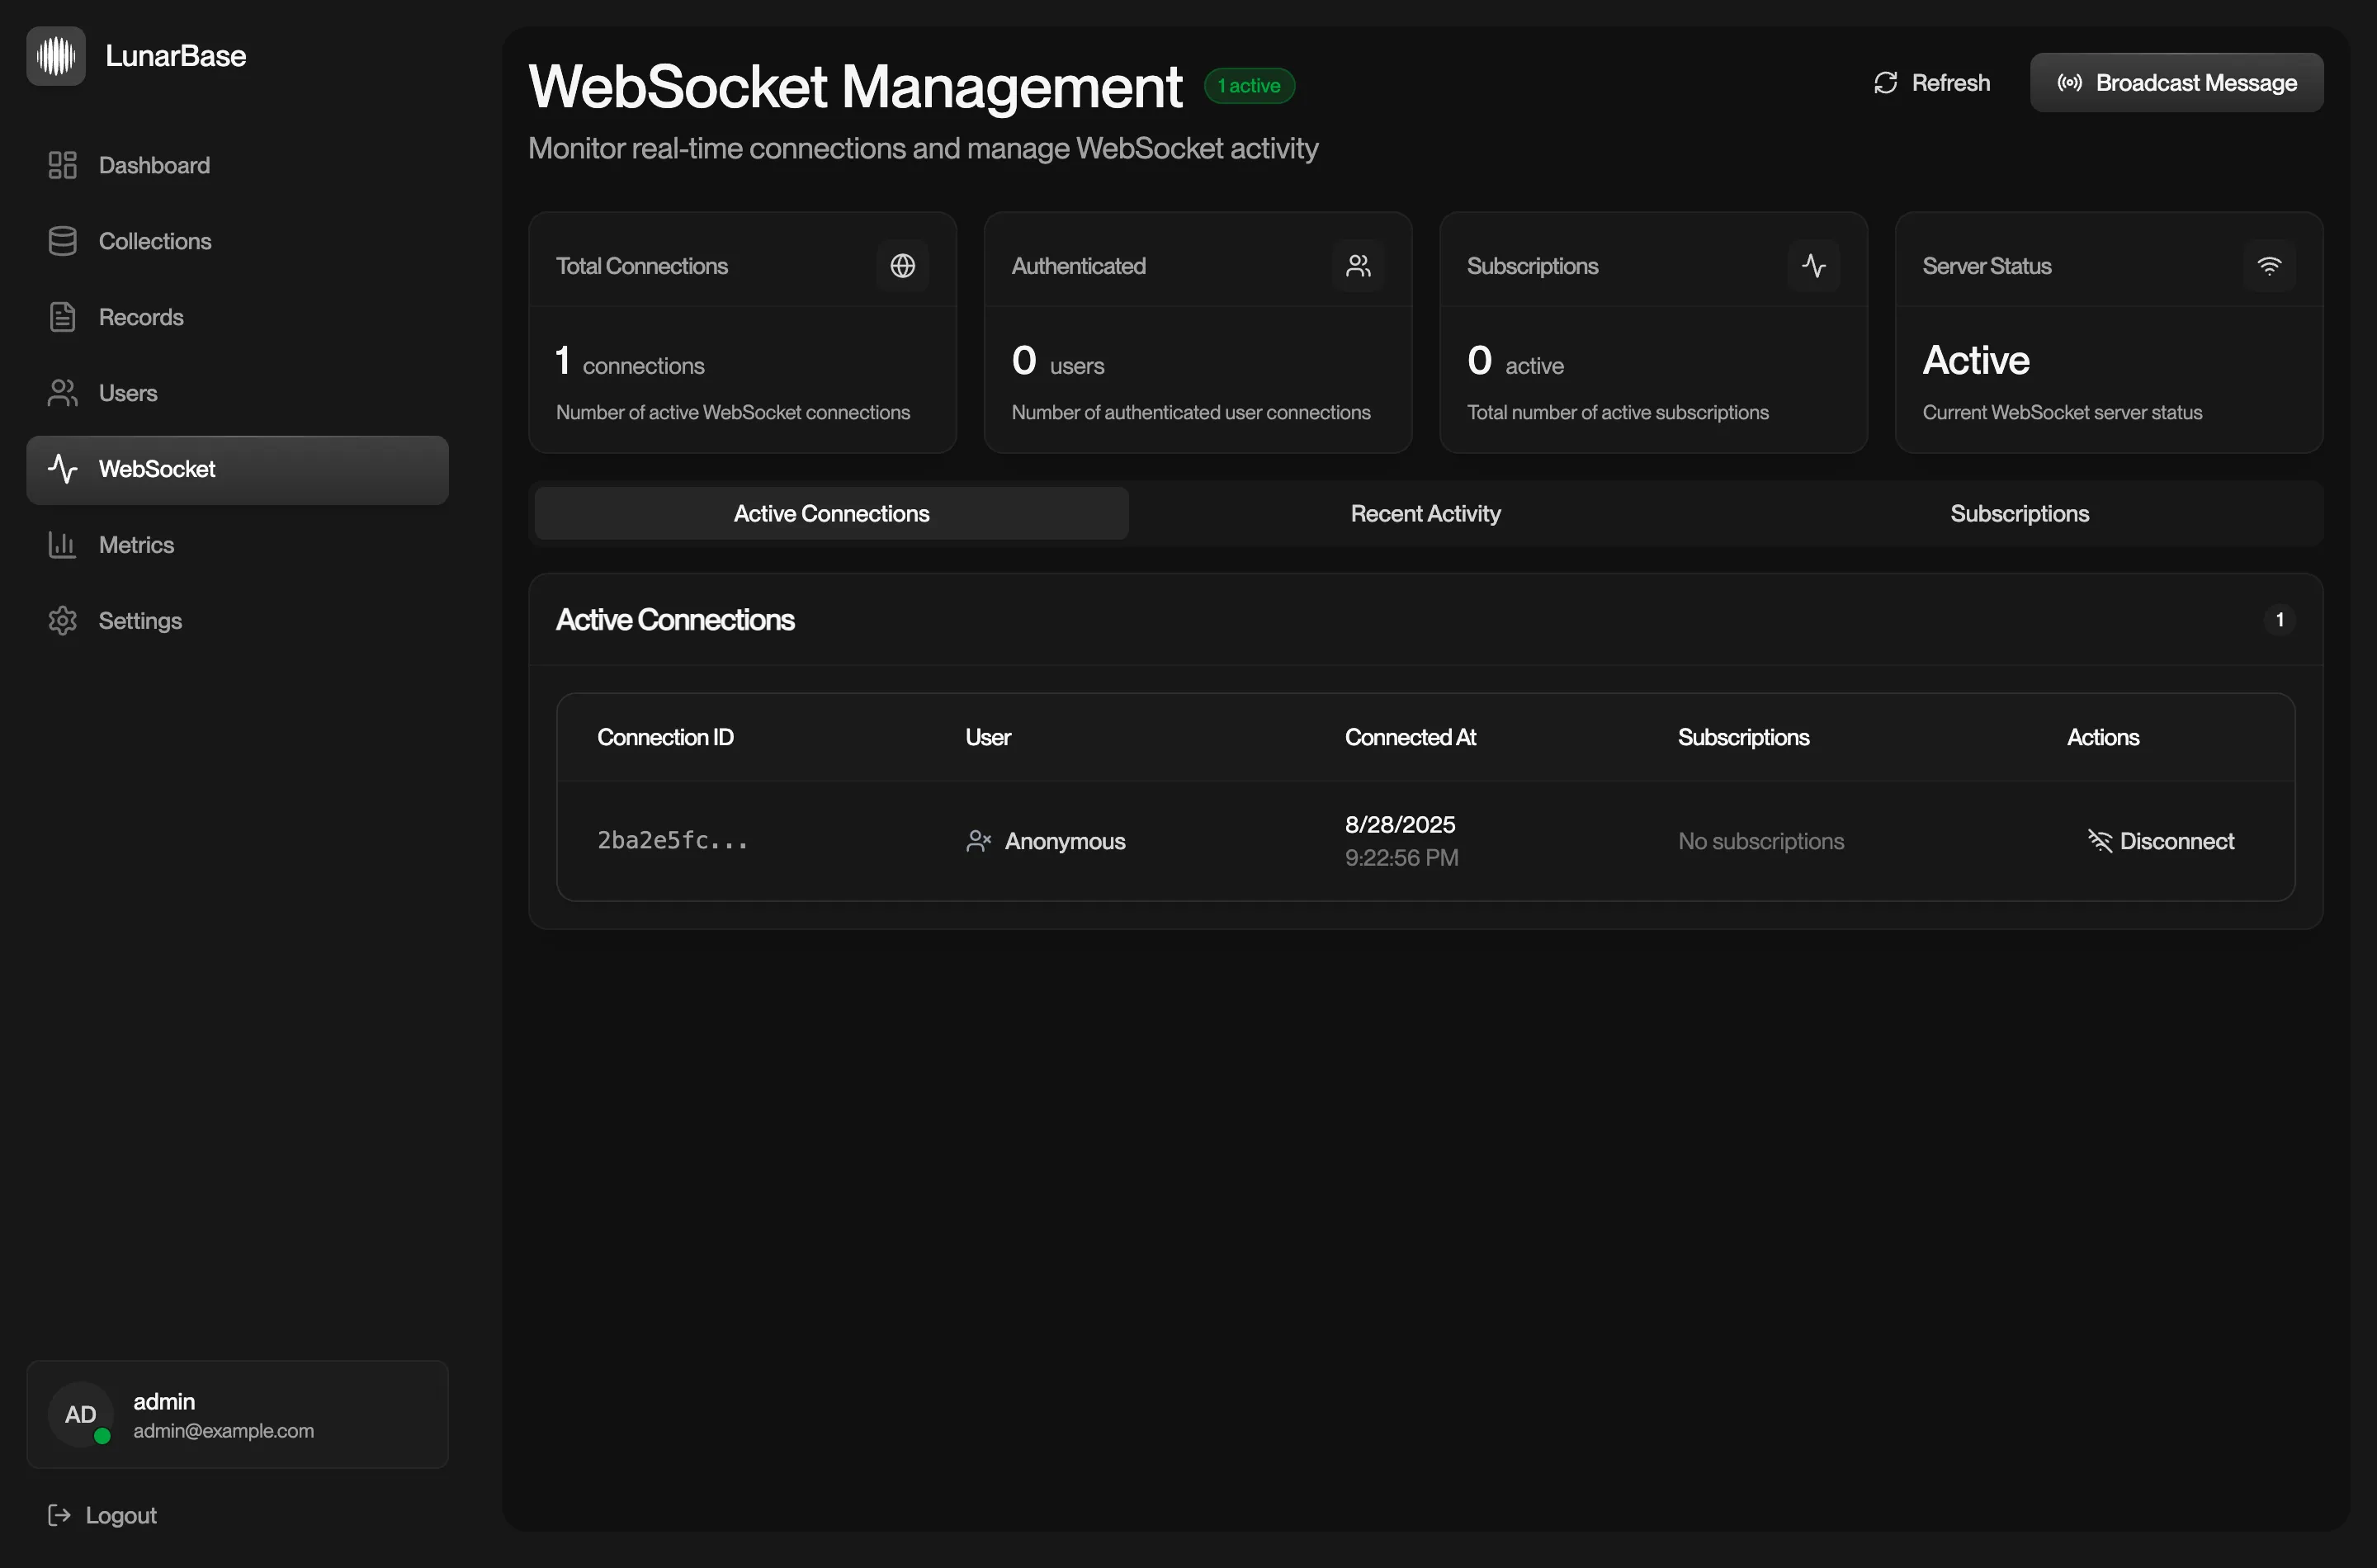 LunarBase
Dashboard
Collections
Records
Users
WebSocket
Metrics
Settings
AD
admin
admin@example.com
Logout
WebSocket Management
1 active
Monitor real-time connections and manage WebSocket activity
Refresh
Broadcast Message
Total Connections
1 connections
Number of active WebSocket connections
Authenticated
0 users
Number of authenticated user connections
Subscriptions
0 active
Total number of active subscriptions
Server Status
Active
Current WebSocket server status
Active Connections
Recent Activity
Subscriptions
Active Connections
1
Connection ID
User
Connected At
Subscriptions
Actions
2ba2e5fc...
Anonymous
8/28/2025
9:22:56 PM
No subscriptions
Disconnect